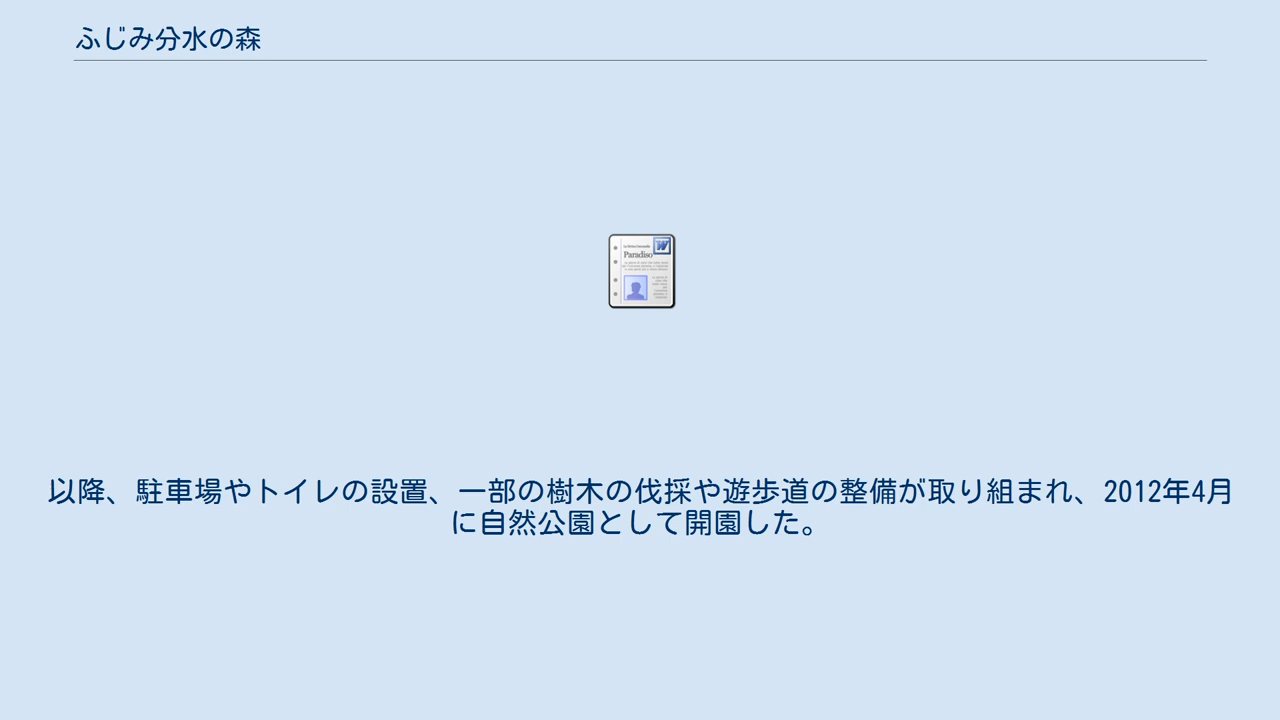 ふじみ分水の森
Paradiso
W
以降、駐車場やトイレの設置、一部の樹木の伐採や遊歩道の整備が取り組まれ、2012年4月
に自然公園として開園した。